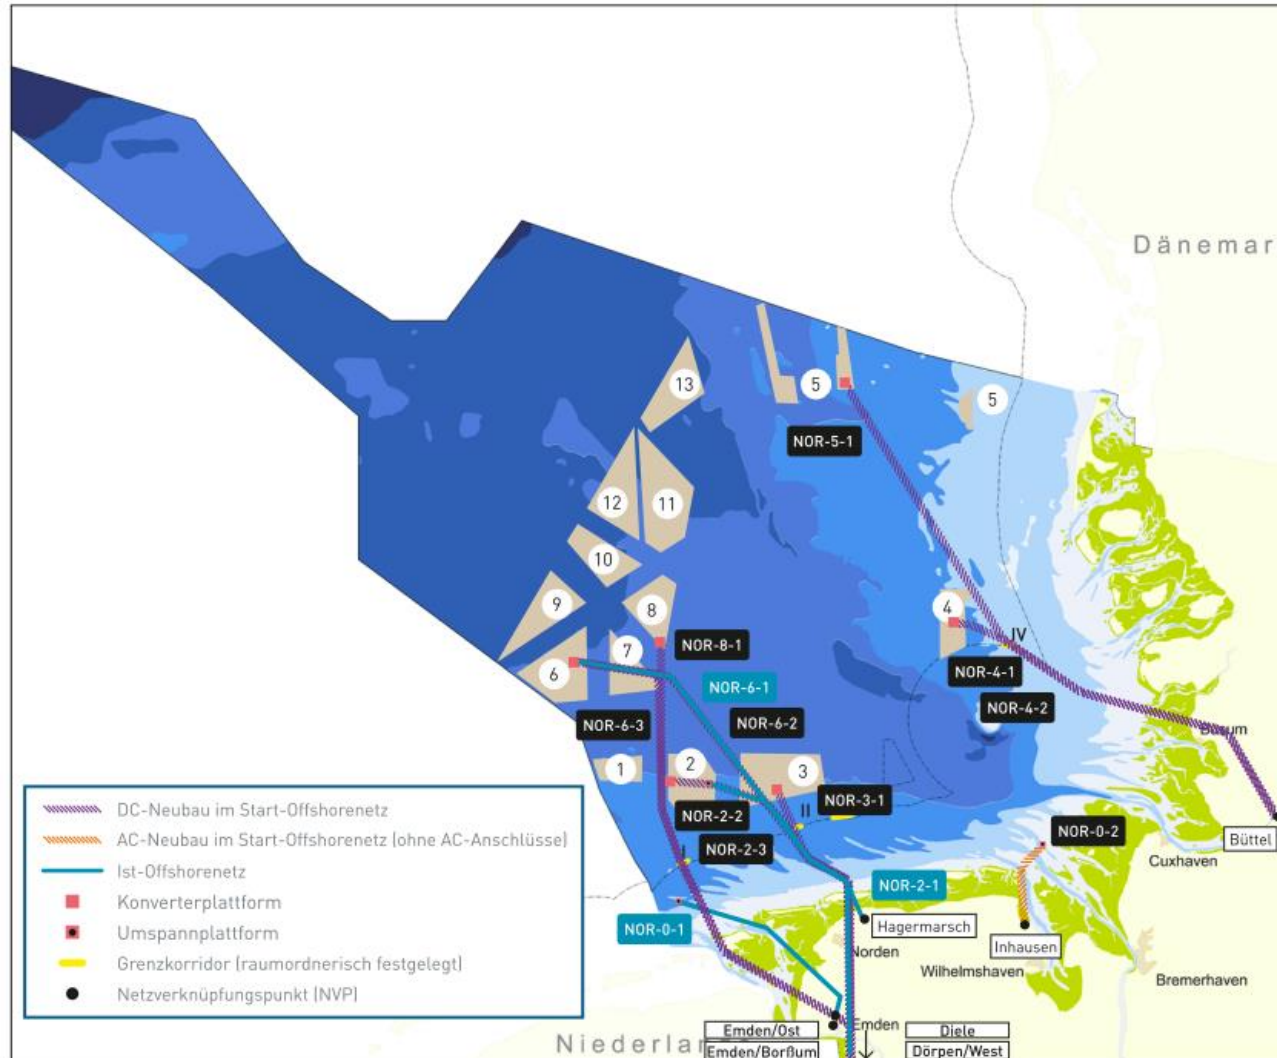 Dänemar
13
5
5
NOR-5-1
12
11
10
9
8
4
IV
7
NOR-8-1
6
NOR-4-1
NOR-6-1
NOR-4-2
NOR-6-3
NOR-6-2
Büsum
1
2
3
NOR-3-1
II
NOR-2-2
NOR-0-2
Büttel
I
NOR-2-3
Cuxhaven
NOR-2-1
NOR-0-1
Hagermarsch
Inhausen
Norden
Wilhelmshaven
Bremerhaven
DC-Neubau im Start-Offshorenetz
AC-Neubau im Start-Offshorenetz (ohne AC-Anschlüsse)
Ist-Offshorenetz
Konverterplattform
Umspannplattform
Grenzkorridor (raumordnerisch festgelegt)
Netzverknüpfungspunkt (NVP)
Emden
Emden/Ost
Diele
Niederlan
Emden/Borßum
Dörpen/West